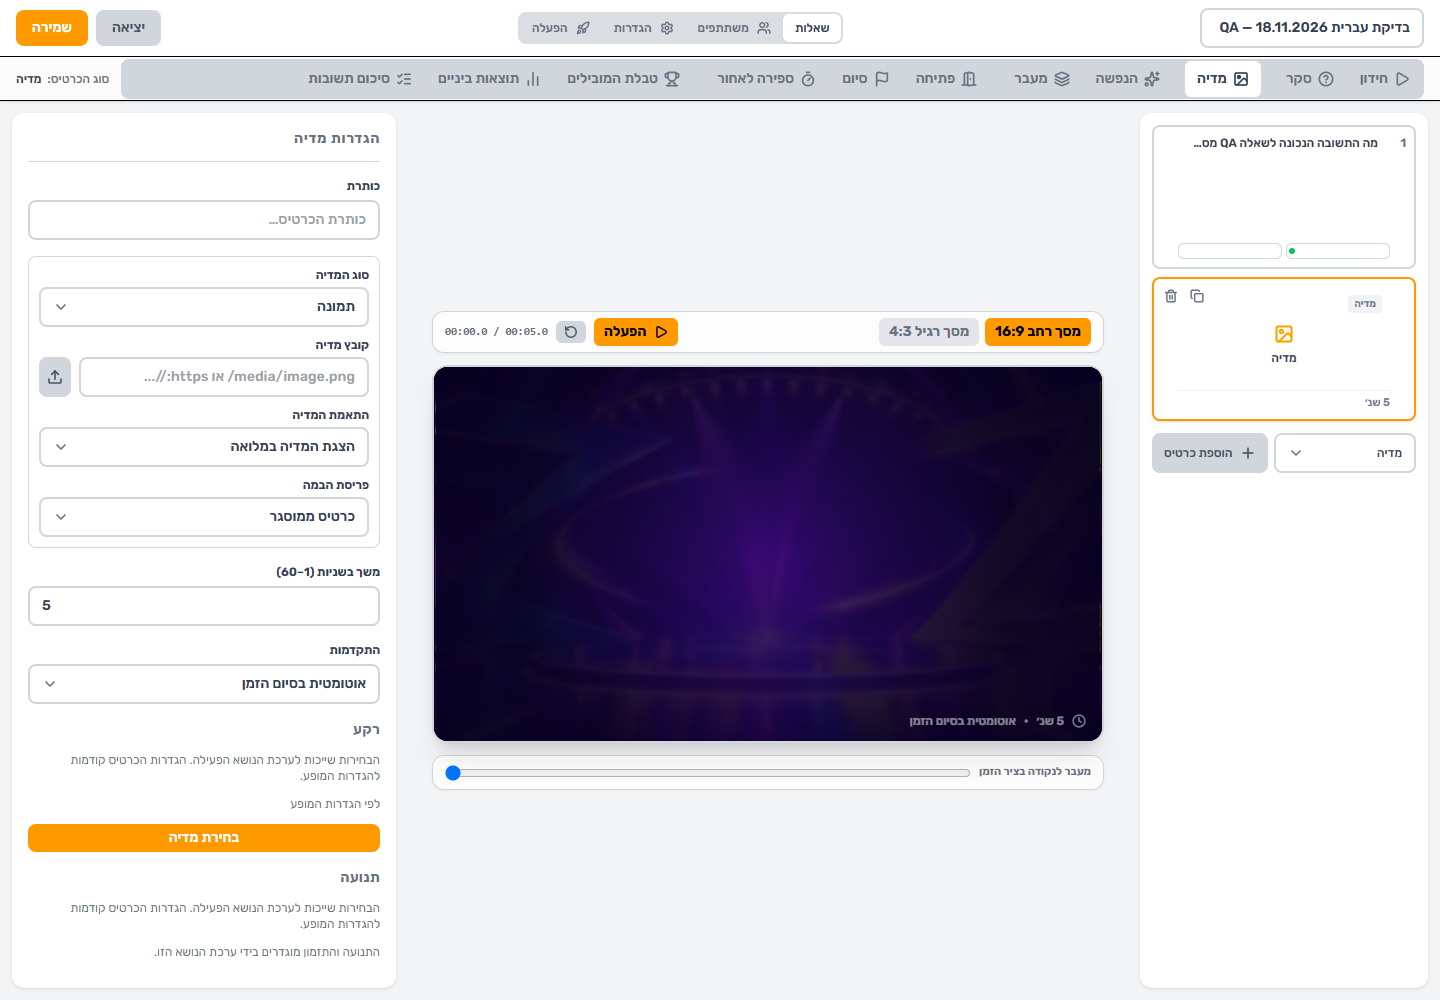 בדיקת עברית QA — 18.11.2026
שאלות
משתתפים
הגדרות
הפעלה
יציאה
שמירה
חידון
סקר
מדיה
הנפשה
מעבר
פתיחה
סיום
ספירה לאחור
טבלת המובילים
תוצאות ביניים
סיכום תשובות
סוג הכרטיס: מדיה
1
מה התשובה הנכונה לשאלה QA מס...
מדיה
מדיה
5 שנ׳
מדיה
הוספת כרטיס
מסך רחב 16:9
מסך רגיל 4:3
הפעלה
00:00.0 / 00:05.0
5 שנ׳ • אוטומטית בסיום הזמן
מעבר לנקודה בציר הזמן
הגדרות מדיה
כותרת
כותרת הכרטיס...
סוג המדיה
תמונה
קובץ מדיה
/media/image.png או https://...
התאמת המדיה
הצגת המדיה במלואה
פריסת הבמה
כרטיס ממוסגר
משך בשניות (1–60)
5
התקדמות
אוטומטית בסיום הזמן
רקע
הבחירות שייכות לערכת הנושא הפעילה. הגדרות הכרטיס קודמות
להגדרות המופע.
לפי הגדרות המופע
בחירת מדיה
תנועה
הבחירות שייכות לערכת הנושא הפעילה. הגדרות הכרטיס קודמות
להגדרות המופע.
התנועה והתזמון מוגדרים בידי ערכת הנושא הזו.